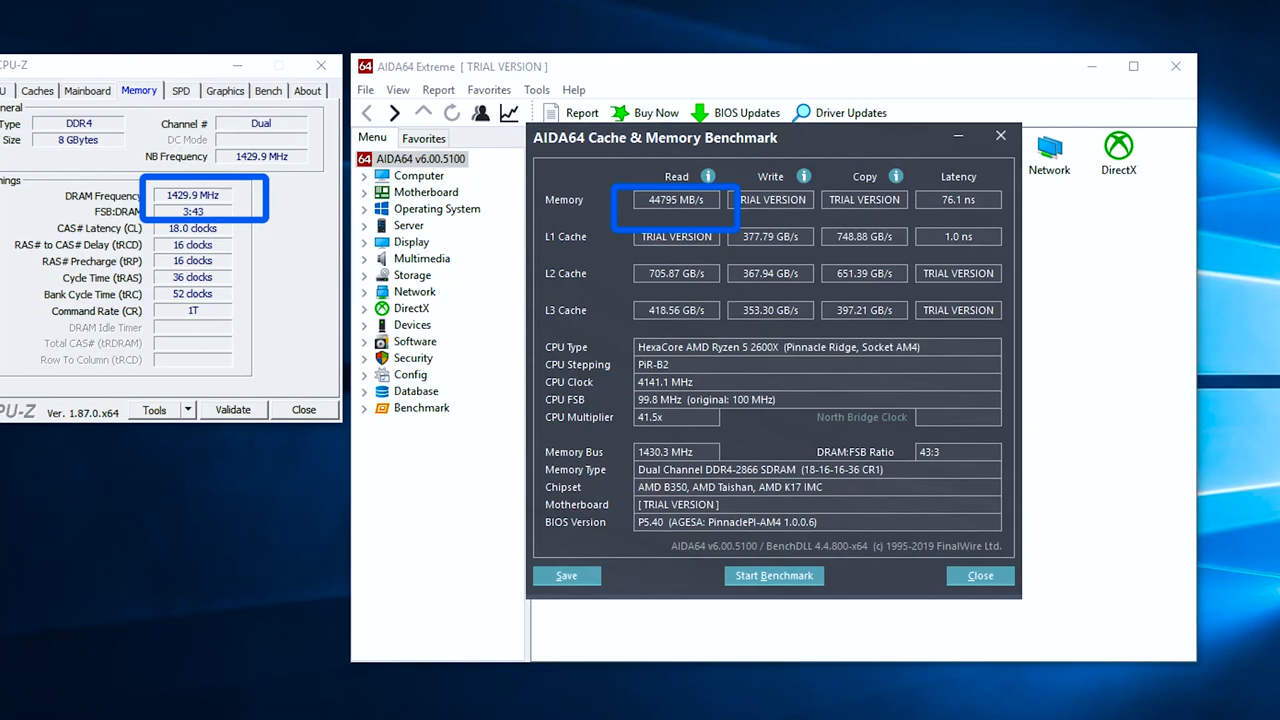 CPU-Z
Caches Mainboard Memory SPD Graphics Bench About
Type DDR4 Channel # Dual
Size 8 GBytes DC Mode
NB Frequency 1429.9 MHz
DRAM Frequency 1429.9 MHz
FSB:DRAM 3:43
CAS# Latency (CL) 18.0 clocks
RAS# to CAS# Delay (tRCD) 16 clocks
RAS# Precharge (tRP) 16 clocks
Cycle Time (tRAS) 36 clocks
Bank Cycle Time (tRC) 52 clocks
Command Rate (CR) 1T
DRAM Idle Timer
Total CAS# (tRDRAM)
Row To Column (tRCD)
PU-Z Ver. 1.87.0.x64 Tools Validate Close
64 AIDA64 Extreme [ TRIAL VERSION ]
File View Report Favorites Tools Help
Report Buy Now BIOS Updates Driver Updates
Menu Favorites
64 AIDA64 v6.00.5100
Computer
Motherboard
Operating System
Server
Display
Multimedia
Storage
Network
DirectX
Devices
Software
Security
Config
Database
Benchmark
AIDA64 Cache & Memory Benchmark
Read Write Copy Latency
Memory 44795 MB/s TRIAL VERSION TRIAL VERSION 76.1 ns
L1 Cache TRIAL VERSION 377.79 GB/s 748.88 GB/s 1.0 ns
L2 Cache 705.87 GB/s 367.94 GB/s 651.39 GB/s TRIAL VERSION
L3 Cache 418.56 GB/s 353.30 GB/s 397.21 GB/s TRIAL VERSION
CPU Type HexaCore AMD Ryzen 5 2600X (Pinnacle Ridge, Socket AM4)
CPU Stepping PiR-B2
CPU Clock 4141.1 MHz
CPU FSB 99.8 MHz (original: 100 MHz)
CPU Multiplier 41.5x North Bridge Clock
Memory Bus 1430.3 MHz DRAM:FSB Ratio 43:3
Memory Type Dual Channel DDR4-2866 SDRAM (18-16-16-36 CR1)
Chipset AMD B350, AMD Taishan, AMD K17 IMC
Motherboard [ TRIAL VERSION ]
BIOS Version P5.40 (AGESA: PinnaclePI-AM4 1.0.0.6)
AIDA64 v6.00.5100 / BenchDLL 4.4.800-x64 (c) 1995-2019 FinalWire Ltd.
Save Start Benchmark Close
Network DirectX